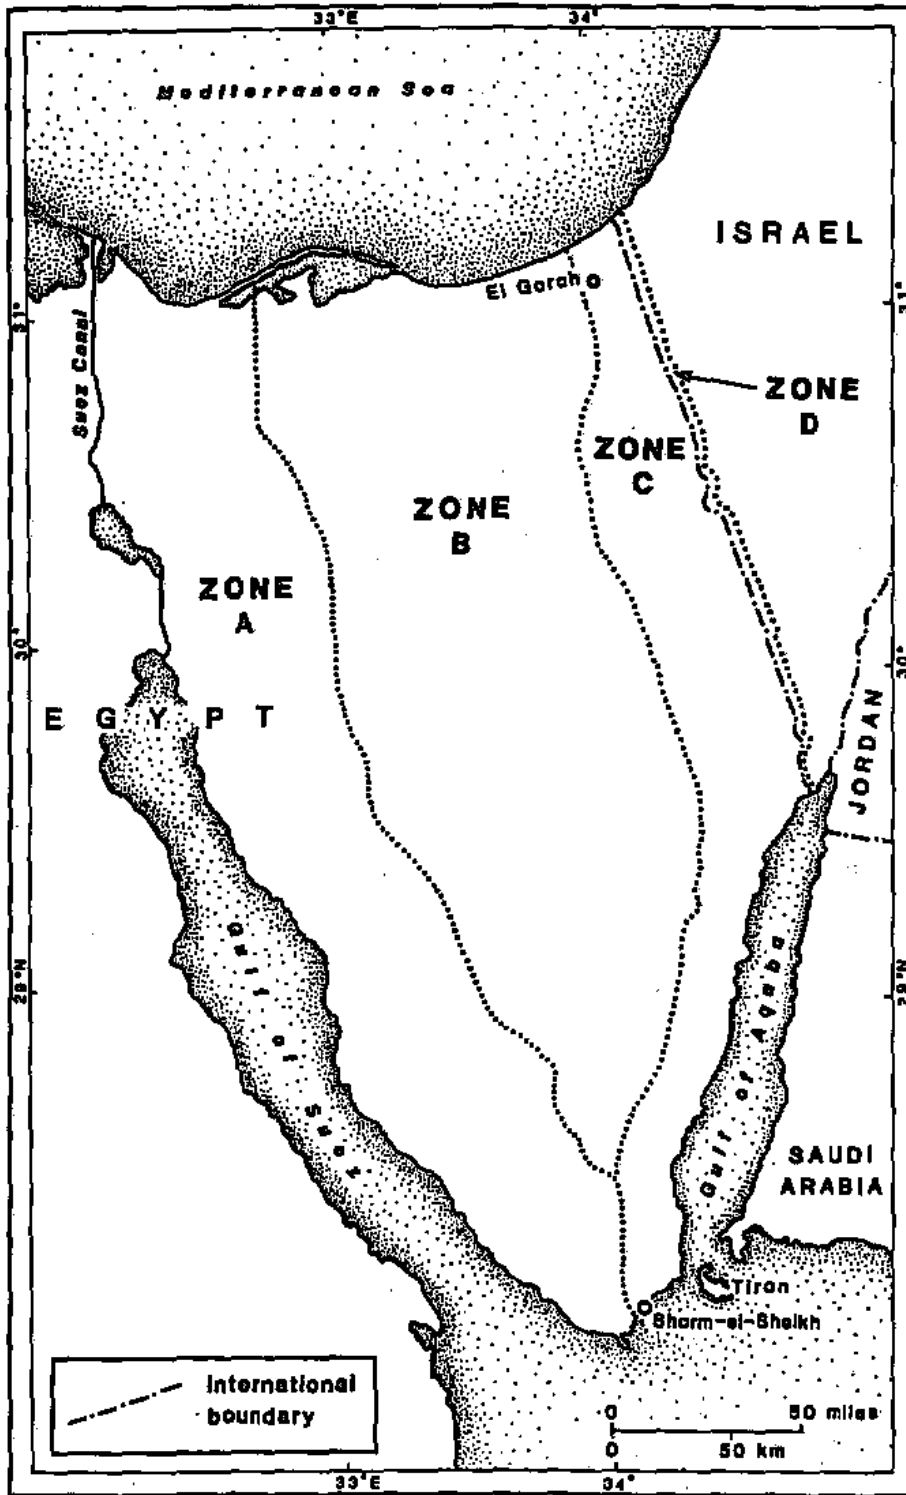 33°E
34°
Mediterranean Sea
ISRAEL
El Gorah
31°
31°
Suez Canal
ZONE
D
ZONE
C
ZONE
B
ZONE
A
30°
30°
EGYPT
JORDAN
Gulf of Suez
Gulf of Aqaba
29°N
29°N
SAUDI
ARABIA
Tiran
Sharm-el-Sheikh
International
boundary
0 50 miles
0 50 km
33°E
34°